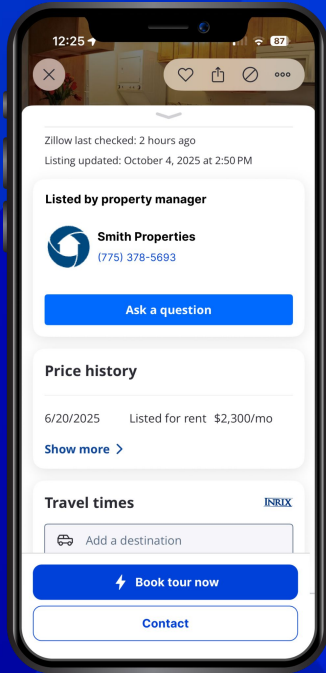 12:25
87
Zillow last checked: 2 hours ago
Listing updated: October 4, 2025 at 2:50 PM
Listed by property manager
Smith Properties
(775) 378-5693
Ask a question
Price history
6/20/2025 Listed for rent $2,300/mo
Show more
Travel times INRIX
Add a destination
Book tour now
Contact